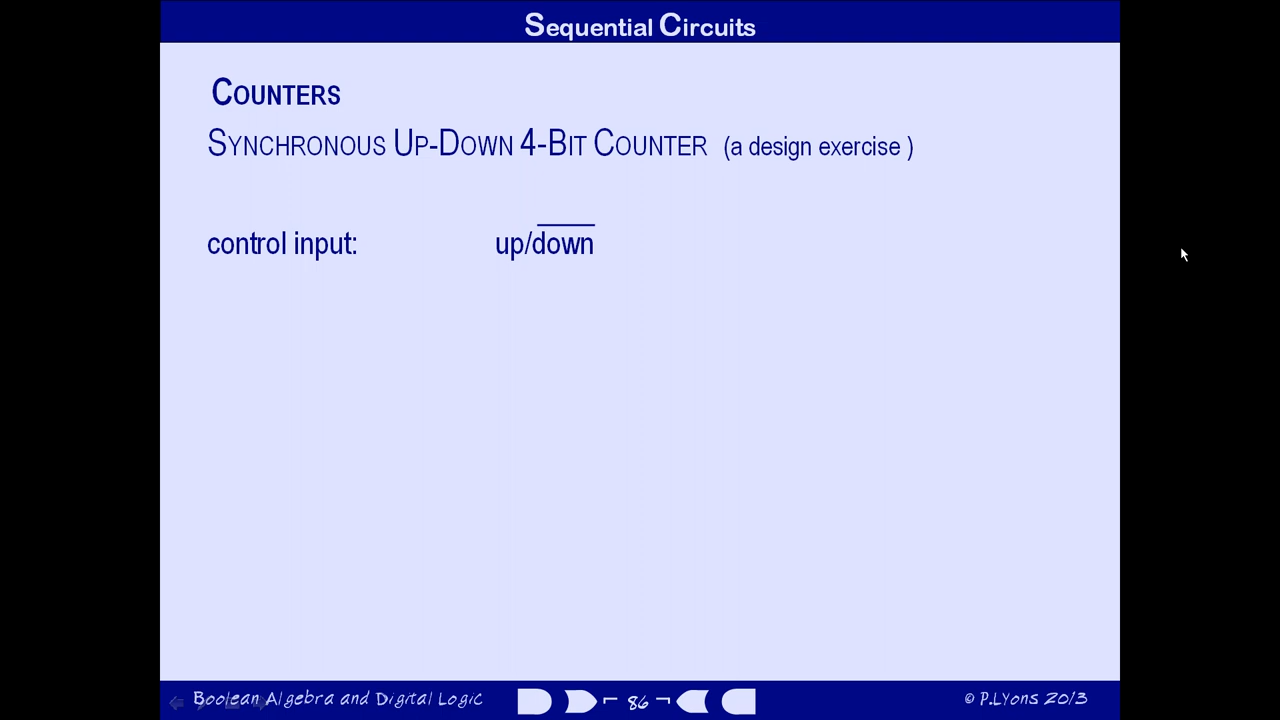 Sequential Circuits
COUNTERS
SYNCHRONOUS UP-DOWN 4-BIT COUNTER (a design exercise )
control input: up/down
Boolean Algebra and Digital Logic 86 © P.LYons 2013